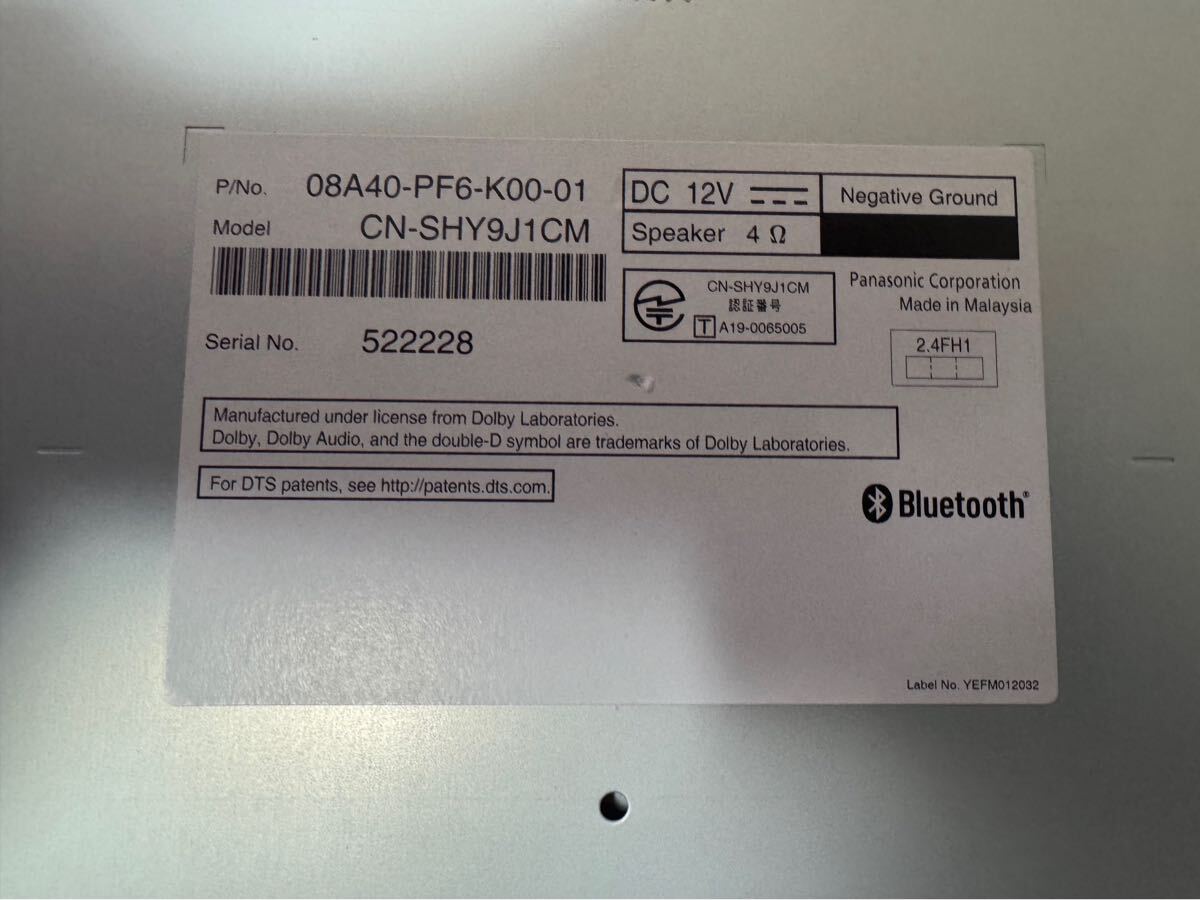 P/No. 08A40-PF6-K00-01
Model CN-SHY9J1CM
Serial No. 522228
DC 12V
Negative Ground
Speaker 4 Ω
CN-SHY9J1CM
認証番号
T A19-0065005
Panasonic Corporation
Made in Malaysia
2.4FH1
Manufactured under license from Dolby Laboratories.
Dolby, Dolby Audio, and the double-D symbol are trademarks of Dolby Laboratories.
For DTS patents, see http://patents.dts.com.
Bluetooth®
Label No. YEFM012032